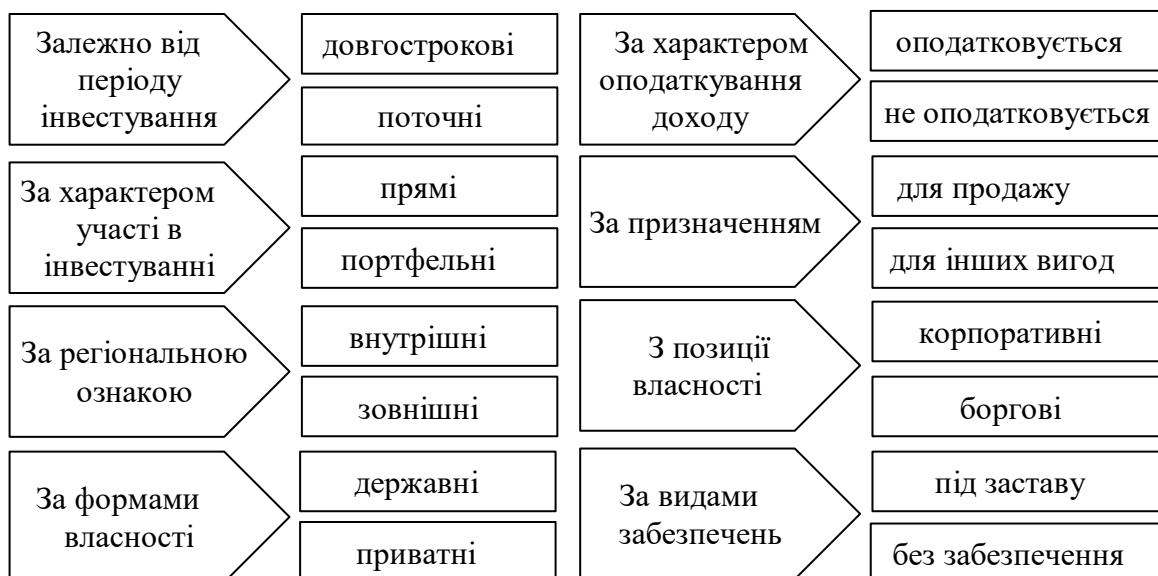 Залежно від
періоду
інвестування
довгострокові
поточні
За характером
участі в
інвестуванні
прямі
портфельні
За регіональною
ознакою
внутрішні
зовнішні
За формами
власності
державні
приватні
За характером
оподаткування
доходу
оподатковується
не оподатковується
За призначенням
для продажу
для інших вигод
З позиції
власності
корпоративні
боргові
За видами
забезпечень
під заставу
без забезпечення